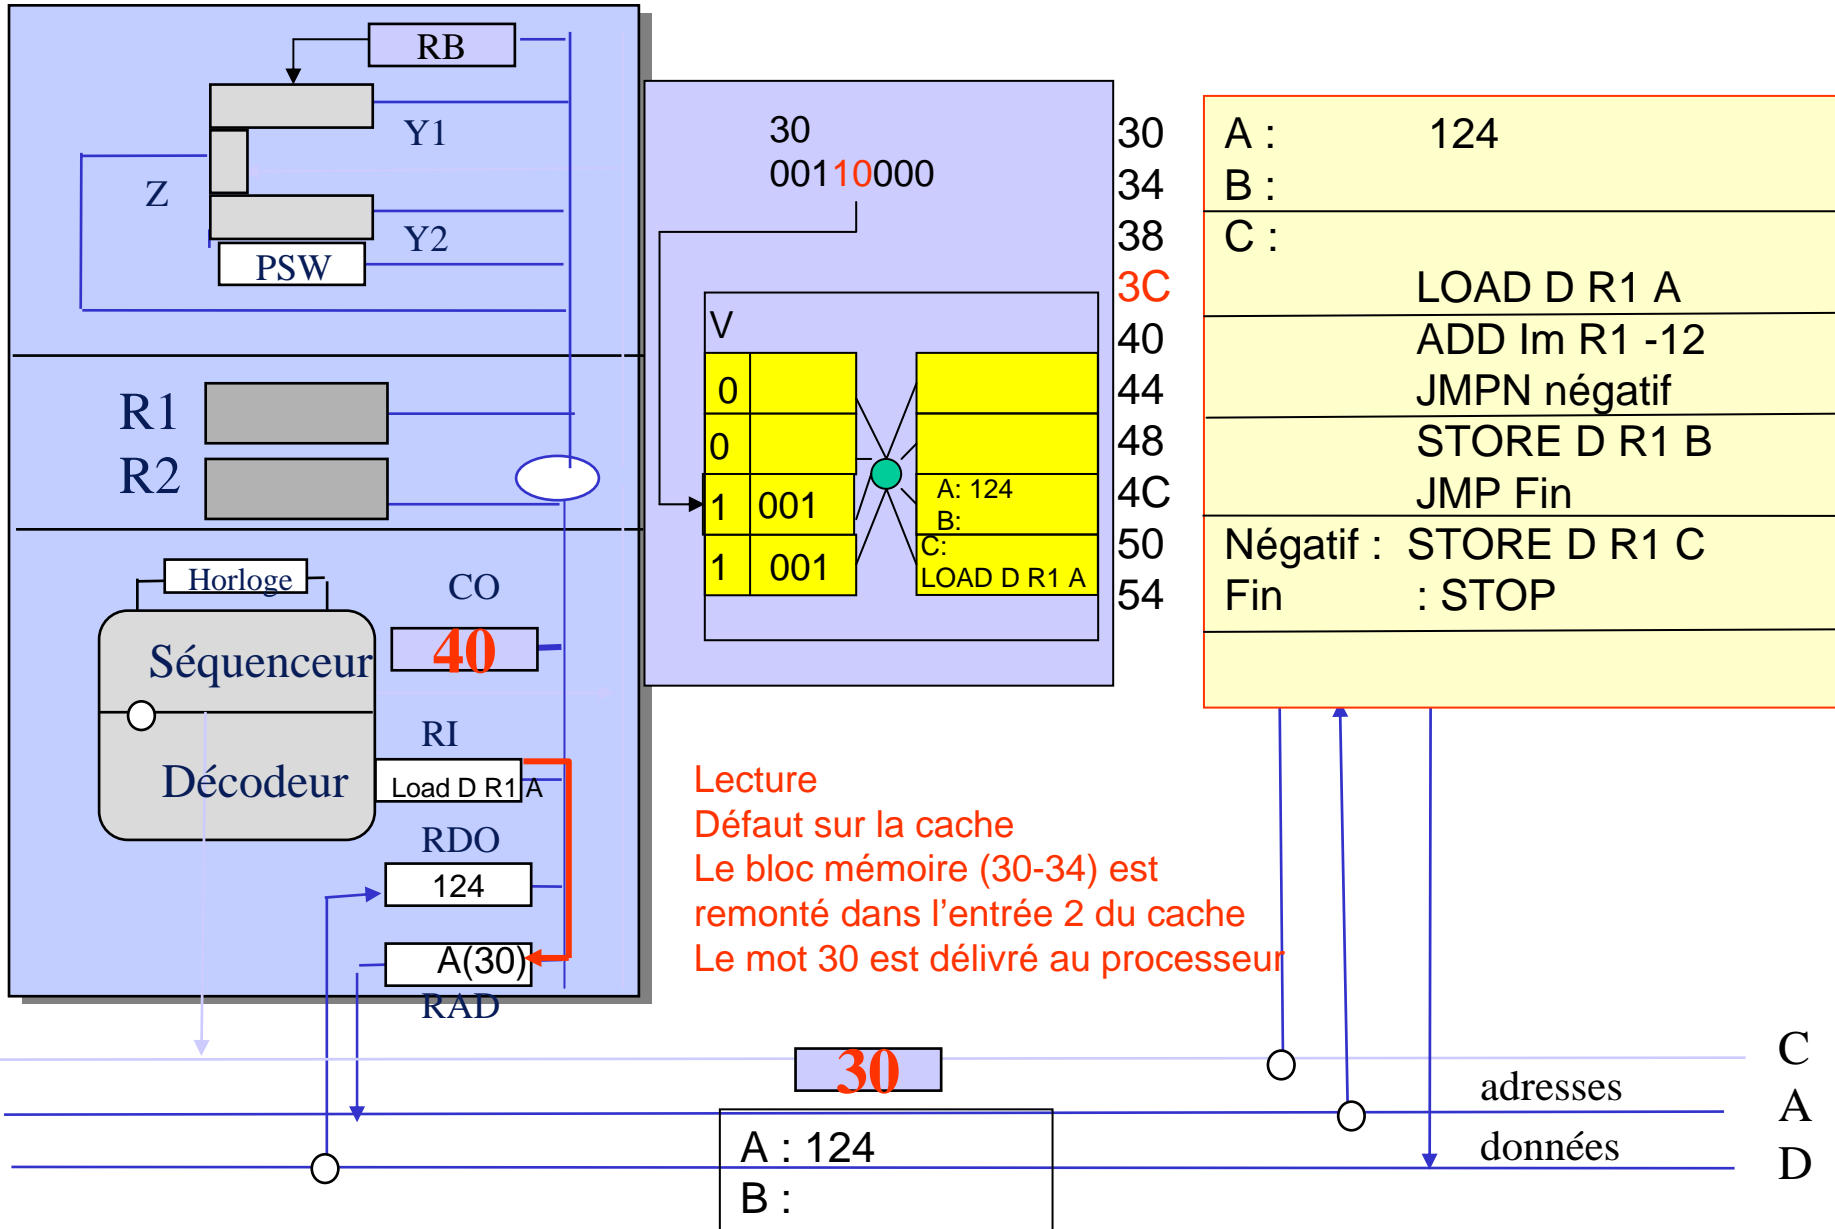 RB
Y1
Z
Y2
PSW
R1
R2
Horloge
CO
Séquenceur
40
RI
Décodeur
Load D R1 A
RDO
124
A(30)
RAD
30
00110000
V
0
0
1 001
A: 124
B:
1 001
C:
LOAD D R1 A
30 A : 124
34 B :
38 C :
3C LOAD D R1 A
40 ADD Im R1 -12
44 JMPN négatif
48 STORE D R1 B
4C JMP Fin
50 Négatif : STORE D R1 C
54 Fin : STOP
Lecture
Défaut sur la cache
Le bloc mémoire (30-34) est
remonté dans l’entrée 2 du cache
Le mot 30 est délivré au processeur
30
C
adresses
A
données
D
A : 124
B :